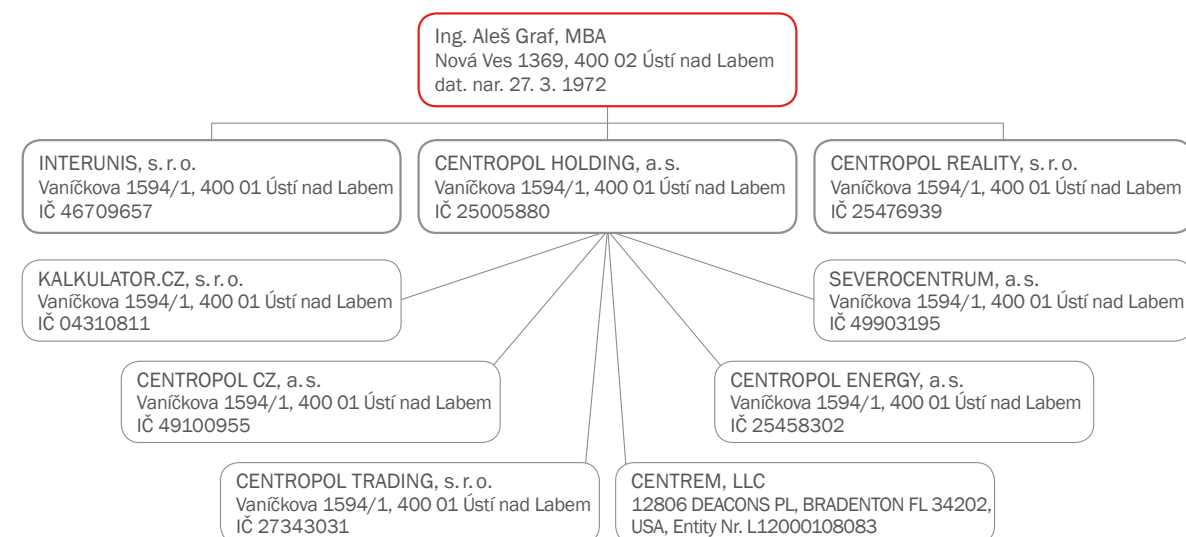 Ing. Aleš Graf, MBA
Nová Ves 1369, 400 02 Ústí nad Labem
dat. nar. 27. 3. 1972
INTERUNIS, s. r. o.
Vaníčkova 1594/1, 400 01 Ústí nad Labem
IČ 46709657
CENTROPOL HOLDING, a. s.
Vaníčkova 1594/1, 400 01 Ústí nad Labem
IČ 25005880
CENTROPOL REALITY, s. r. o.
Vaníčkova 1594/1, 400 01 Ústí nad Labem
IČ 25476939
KALKULATOR.CZ, s. r. o.
Vaníčkova 1594/1, 400 01 Ústí nad Labem
IČ 04310811
SEVEROCENTRUM, a. s.
Vaníčkova 1594/1, 400 01 Ústí nad Labem
IČ 49903195
CENTROPOL CZ, a. s.
Vaníčkova 1594/1, 400 01 Ústí nad Labem
IČ 49100955
CENTROPOL ENERGY, a. s.
Vaníčkova 1594/1, 400 01 Ústí nad Labem
IČ 25458302
CENTROPOL TRADING, s. r. o.
Vaníčkova 1594/1, 400 01 Ústí nad Labem
IČ 27343031
CENTREM, LLC
12806 DEACONS PL, BRADENTON FL 34202,
USA, Entity Nr. L12000108083